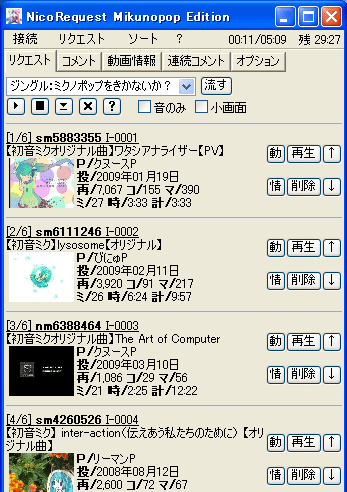 NicoRequest Mikunopop Edition
接続 リクエスト ソート ? 00:11/05:09 残 29:27
リクエスト コメント 動画情報 連続コメント オプション
ジングル:ミクノポップをきかないか? 流す
音のみ 小画面
[1/6] sm5883355 I-0001
【初音ミクオリジナル曲】ワタシアナライザー【PV】
P/クヌースP
投/2009年01月19日
再/7,067 コ/155 マ/390
ミ/27 時/3:33 計/3:33
動 再生 ↑
情 削除 ↓
[2/6] sm6111246 I-0002
【初音ミク】lysosome【オリジナル】
P/びにゅP
投/2009年02月11日
再/3,920 コ/91 マ/217
ミ/26 時/6:24 計/9:57
動 再生 ↑
情 削除 ↓
[3/6] nm6388464 I-0003
【初音ミクオリジナル曲】The Art of Computer
P/クヌースP
投/2009年03月10日
再/1,086 コ/29 マ/56
ミ/21 時/2:25 計/12:22
動 再生 ↑
情 削除 ↓
[4/6] sm4260526 I-0004
【初音ミク】 inter-action(伝えあう私たちのために) 【オリジナル曲】
P/リーマンP
投/2008年08月12日
再/2,600 コ/72 マ/67
動 再生 ↑
情 削除 ↓